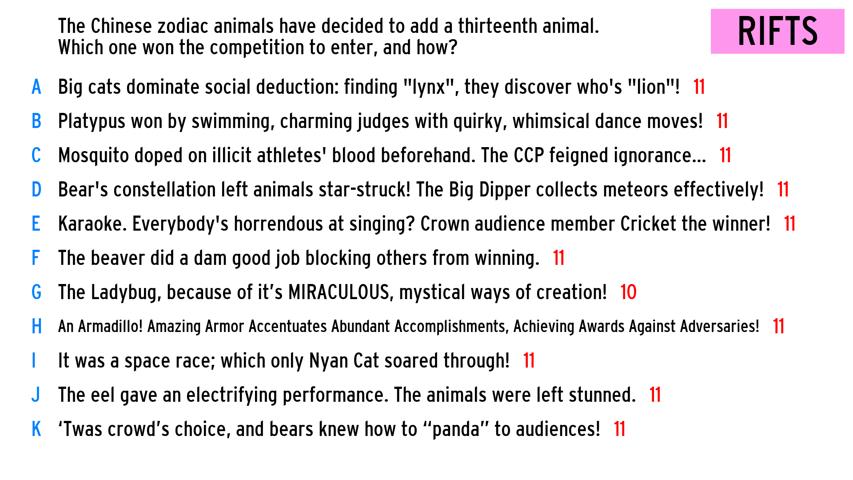 The Chinese zodiac animals have decided to add a thirteenth animal.
Which one won the competition to enter, and how?
RIFTS
A Big cats dominate social deduction: finding "lynx", they discover who's "lion"! 11
B Platypus won by swimming, charming judges with quirky, whimsical dance moves! 11
C Mosquito doped on illicit athletes' blood beforehand. The CCP feigned ignorance... 11
D Bear's constellation left animals star-struck! The Big Dipper collects meteors effectively! 11
E Karaoke. Everybody's horrendous at singing? Crown audience member Cricket the winner! 11
F The beaver did a dam good job blocking others from winning. 11
G The Ladybug, because of it’s MIRACULOUS, mystical ways of creation! 10
H An Armadillo! Amazing Armor Accentuates Abundant Accomplishments, Achieving Awards Against Adversaries! 11
I It was a space race; which only Nyan Cat soared through! 11
J The eel gave an electrifying performance. The animals were left stunned. 11
K ‘Twas crowd’s choice, and bears knew how to “panda” to audiences! 11